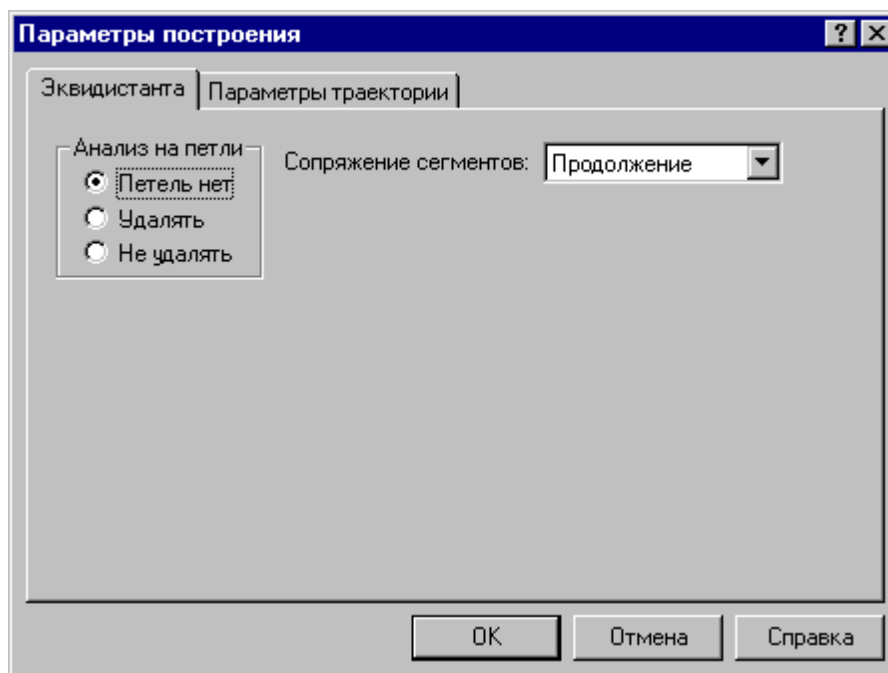 Параметры построения
Эквидистанта Параметры траектории
Анализ на петли
Петель нет
Удалять
Не удалять
Сопряжение сегментов: Продолжение
OK Отмена Справка